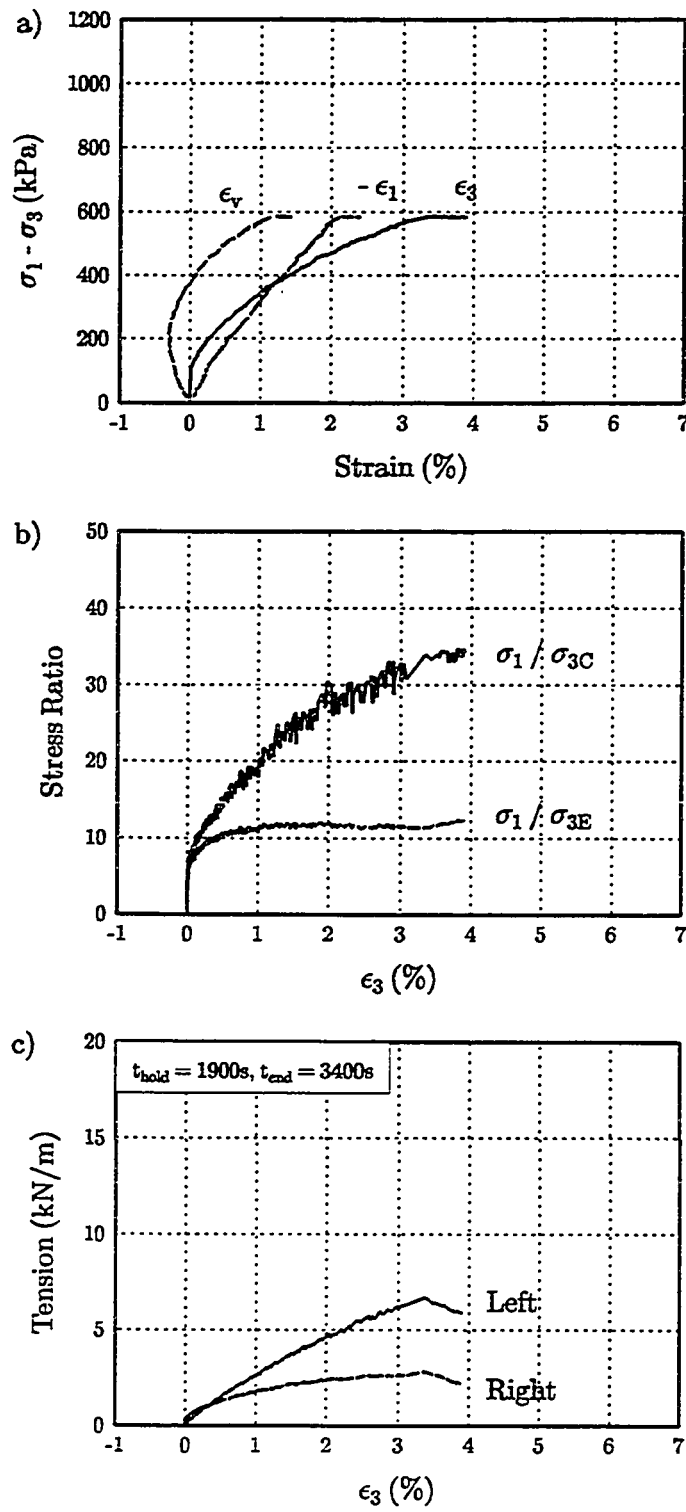 a)
1200
1000
800
600
400
200
0
σ₁ - σ₃ (kPa)
ϵᵥ
- ϵ₁
ϵ₃
-1 0 1 2 3 4 5 6 7
Strain (%)
b)
50
40
30
20
10
0
Stress Ratio
σ₁ / σ₃C
σ₁ / σ₃E
-1 0 1 2 3 4 5 6 7
ϵ₃ (%)
c)
20
15
10
5
0
Tension (kN/m)
t_hold = 1900s, t_end = 3400s
Left
Right
-1 0 1 2 3 4 5 6 7
ϵ₃ (%)